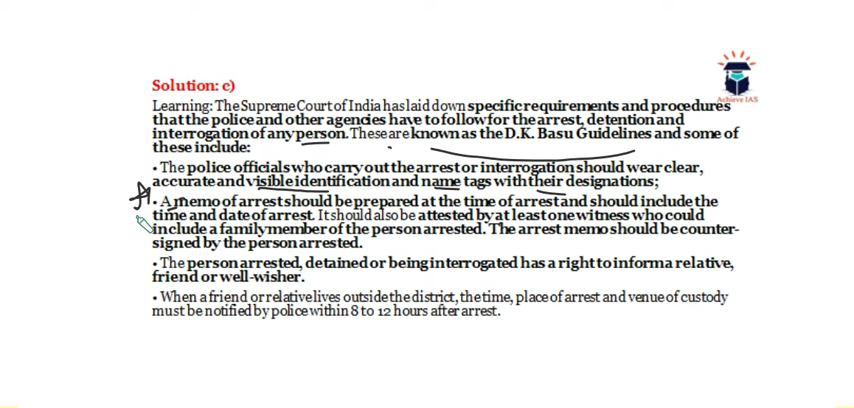 Achieve IAS
Solution: c)
Learning: The Supreme Court of India has laid down specific requirements and procedures
that the police and other agencies have to follow for the arrest, detention and
interrogation of any person. These are known as the D.K. Basu Guidelines and some of
these include:
• The police officials who carry out the arrest or interrogation should wear clear,
accurate and visible identification and name tags with their designations;
• A memo of arrest should be prepared at the time of arrest and should include the
time and date of arrest. It should also be attested by at least one witness who could
include a family member of the person arrested. The arrest memo should be counter-
signed by the person arrested.
• The person arrested, detained or being interrogated has a right to inform a relative,
friend or well-wisher.
• When a friend or relative lives outside the district, the time, place of arrest and venue of custody
must be notified by police within 8 to 12 hours after arrest.